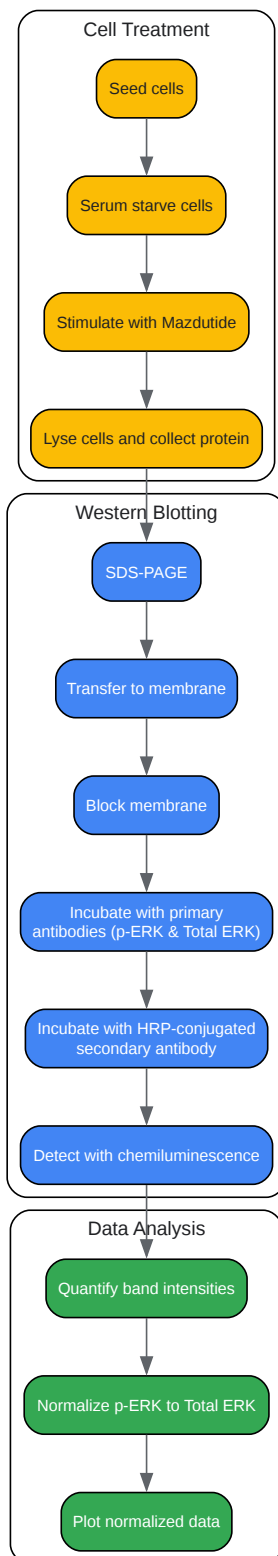 Cell Treatment
Seed cells
Serum starve cells
Stimulate with Mazdutide
Lyse cells and collect protein
Western Blotting
SDS-PAGE
Transfer to membrane
Block membrane
Incubate with primary
antibodies (p-ERK & Total ERK)
Incubate with HRP-conjugated
secondary antibody
Detect with chemiluminescence
Data Analysis
Quantify band intensities
Normalize p-ERK to Total ERK
Plot normalized data